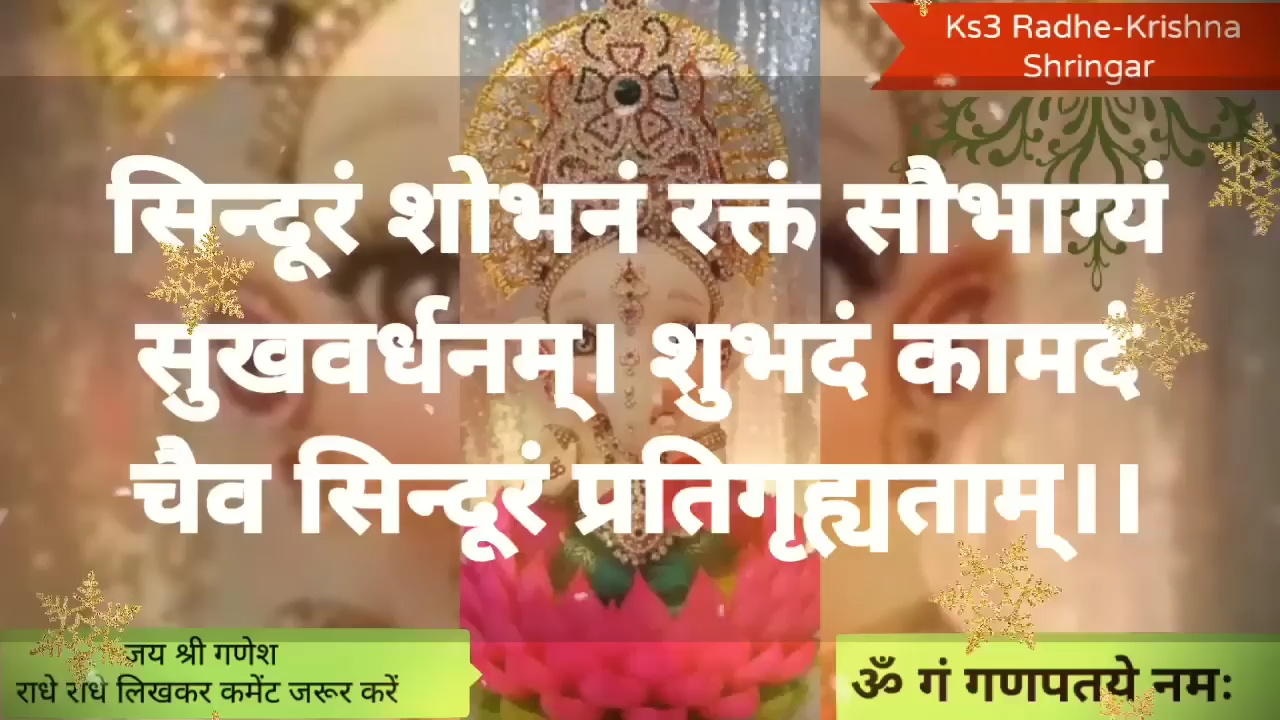 Ks3 Radhe-Krishna
Shringar
सिन्दूरं शोभनं रक्तं सौभाग्यं
सुखवर्धनम्। शुभदं कामदं
चैव सिन्दूरं प्रतिगृह्यताम्।।
जय श्री गणेश
राधे राधे लिखकर कमेंट जरूर करें
ॐ गं गणपतये नमः